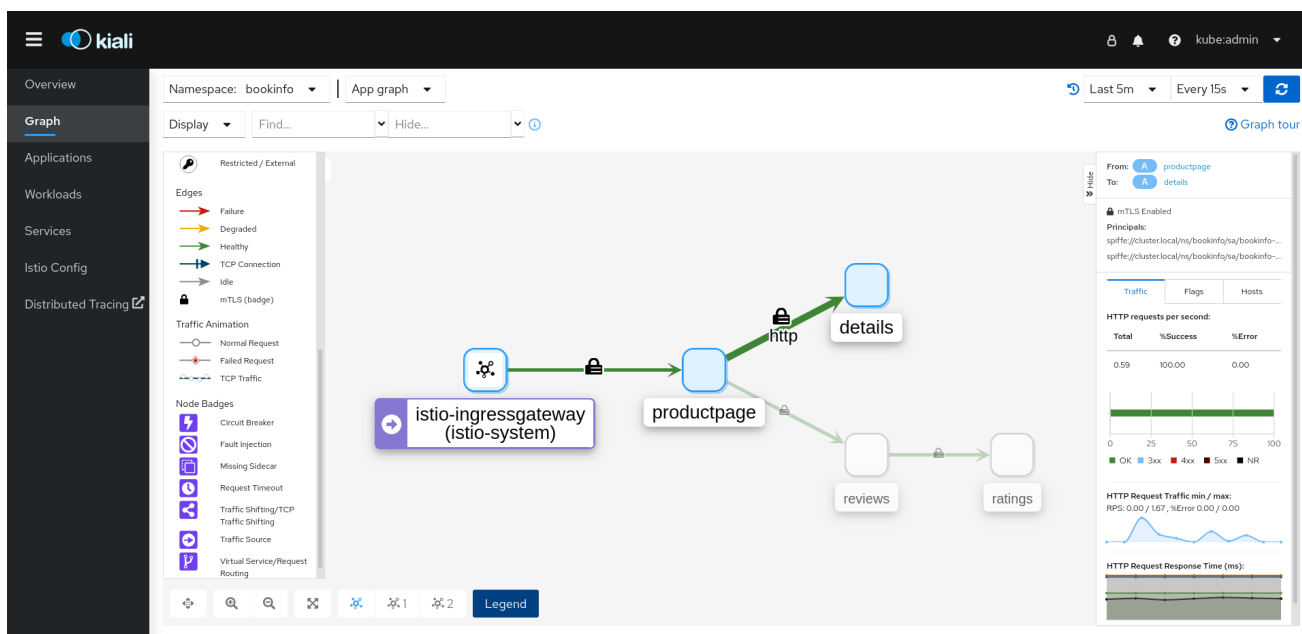 kiali
kube:admin
Overview
Graph
Applications
Workloads
Services
Istio Config
Distributed Tracing
Namespace: bookinfo
App graph
Last 5m
Every 15s
Display
Find...
Hide...
Graph tour
Restricted / External
Edges
Failure
Degraded
Healthy
TCP Connection
Idle
mTLS (badge)
Traffic Animation
Normal Request
Failed Request
TCP Traffic
Node Badges
Circuit Breaker
Fault Injection
Missing Sidecar
Request Timeout
Traffic Shifting/TCP
Traffic Shifting
Traffic Source
Virtual Service/Request
Routing
1
2
Legend
istio-ingressgateway
(istio-system)
productpage
http
details
reviews
ratings
Hide
From: A productpage
To: A details
mTLS Enabled
Principals:
spiffe://cluster.local/ns/bookinfo/sa/bookinfo-...
spiffe://cluster.local/ns/bookinfo/sa/bookinfo-...
Traffic Flags Hosts
HTTP requests per second:
Total %Success %Error
0.59 100.00 0.00
0 25 50 75 100
OK 3xx 4xx 5xx NR
HTTP Request Traffic min / max:
RPS: 0.00 / 1.67 , %Error 0.00 / 0.00
HTTP Request Response Time (ms):